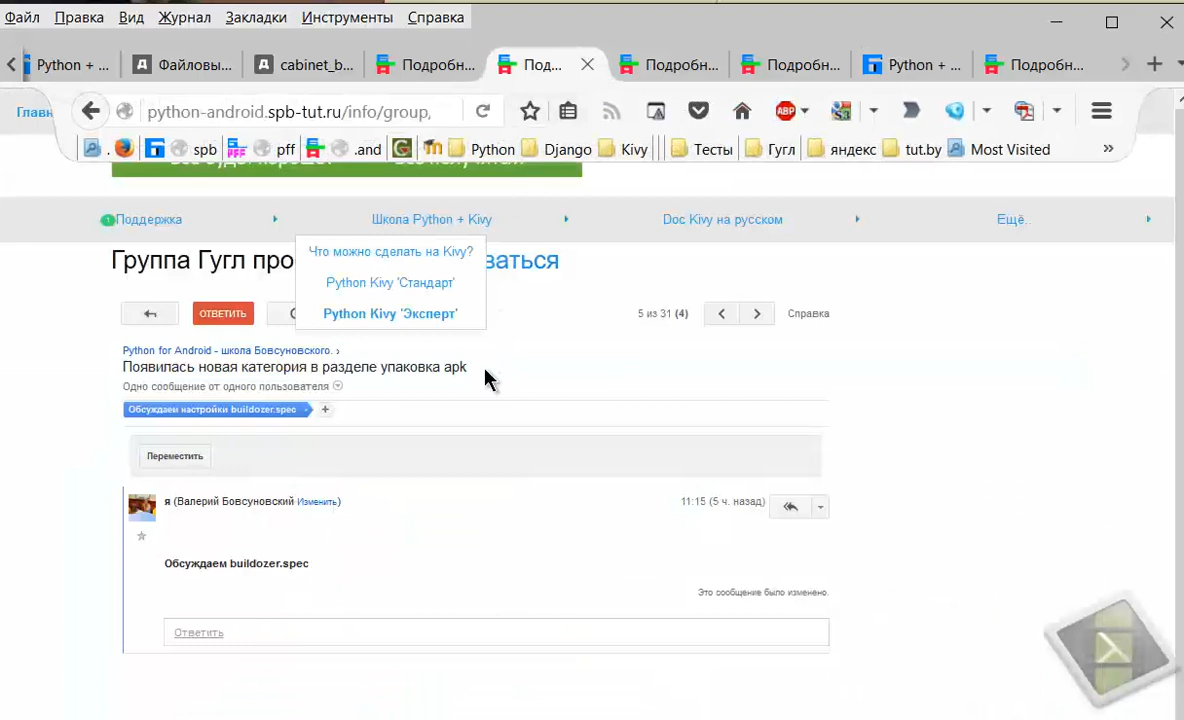 Файл Правка Вид Журнал Закладки Инструменты Справка
Python + ... Файловы... cabinet_b... Подробн... Под... Подробн... Подробн... Python + ... Подробн...
Главн python-android.spb-tut.ru/info/group, ABP
. spb pff .and Python Django Kivy Тесты Гугл яндекс tut.by Most Visited »
1 Поддержка Школа Python + Kivy Doc Kivy на русском Ещё..
Что можно сделать на Kivy?
Группа Гугл про ваться
Python Kivy 'Стандарт'
Python Kivy 'Эксперт'
ОТВЕТИТЬ 5 из 31 (4) Справка
Python for Android - школа Бовсуновского. ›
Появилась новая категория в разделе упаковка apk
Одно сообщение от одного пользователя
Обсуждаем настройки buildozer.spec +
Переместить
я (Валерий Бовсуновский Изменить) 11:15 (5 ч. назад)
Обсуждаем buildozer.spec
Это сообщение было изменено.
Ответить